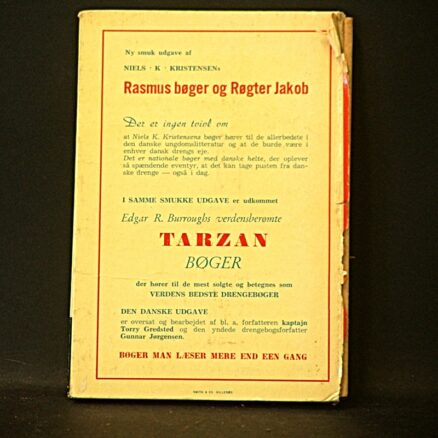 Ny smuk udgave af
NIELS · K · KRISTENSENs
Rasmus bøger og Røgter Jakob
Der er ingen tvivl om
at Niels K. Kristensens bøger hører til de allerbedste i
den danske ungdomslitteratur og at de burde være i
enhver dansk drengs eje.
Det er nationale bøger med danske helte, der oplever
så spændende eventyr, at det kan tage pusten fra dan-
ske drenge — også i dag.
I SAMME SMUKKE UDGAVE er udkommet
Edgar R. Burroughs verdensberømte
TARZAN
BØGER
der hører til de mest solgte og betegnes som
VERDENS BEDSTE DRENGEBØGER
DEN DANSKE UDGAVE
er oversat og bearbejdet af bl. a. forfatteren kaptajn
Torry Gredsted og den yndede drengebogsforfatter
Gunnar Jørgensen.
BØGER MAN LÆSER MERE END EEN GANG